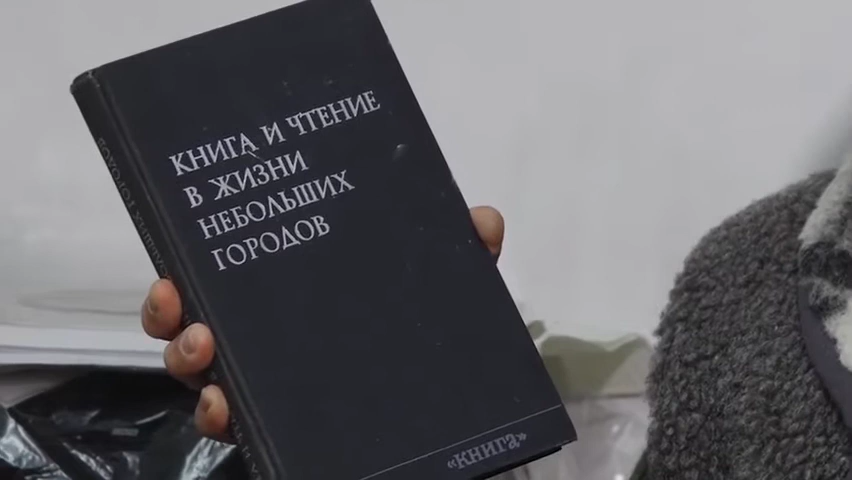 КНИГА И ЧТЕНИЕ
В ЖИЗНИ
НЕБОЛЬШИХ
ГОРОДОВ
«КНИГА»